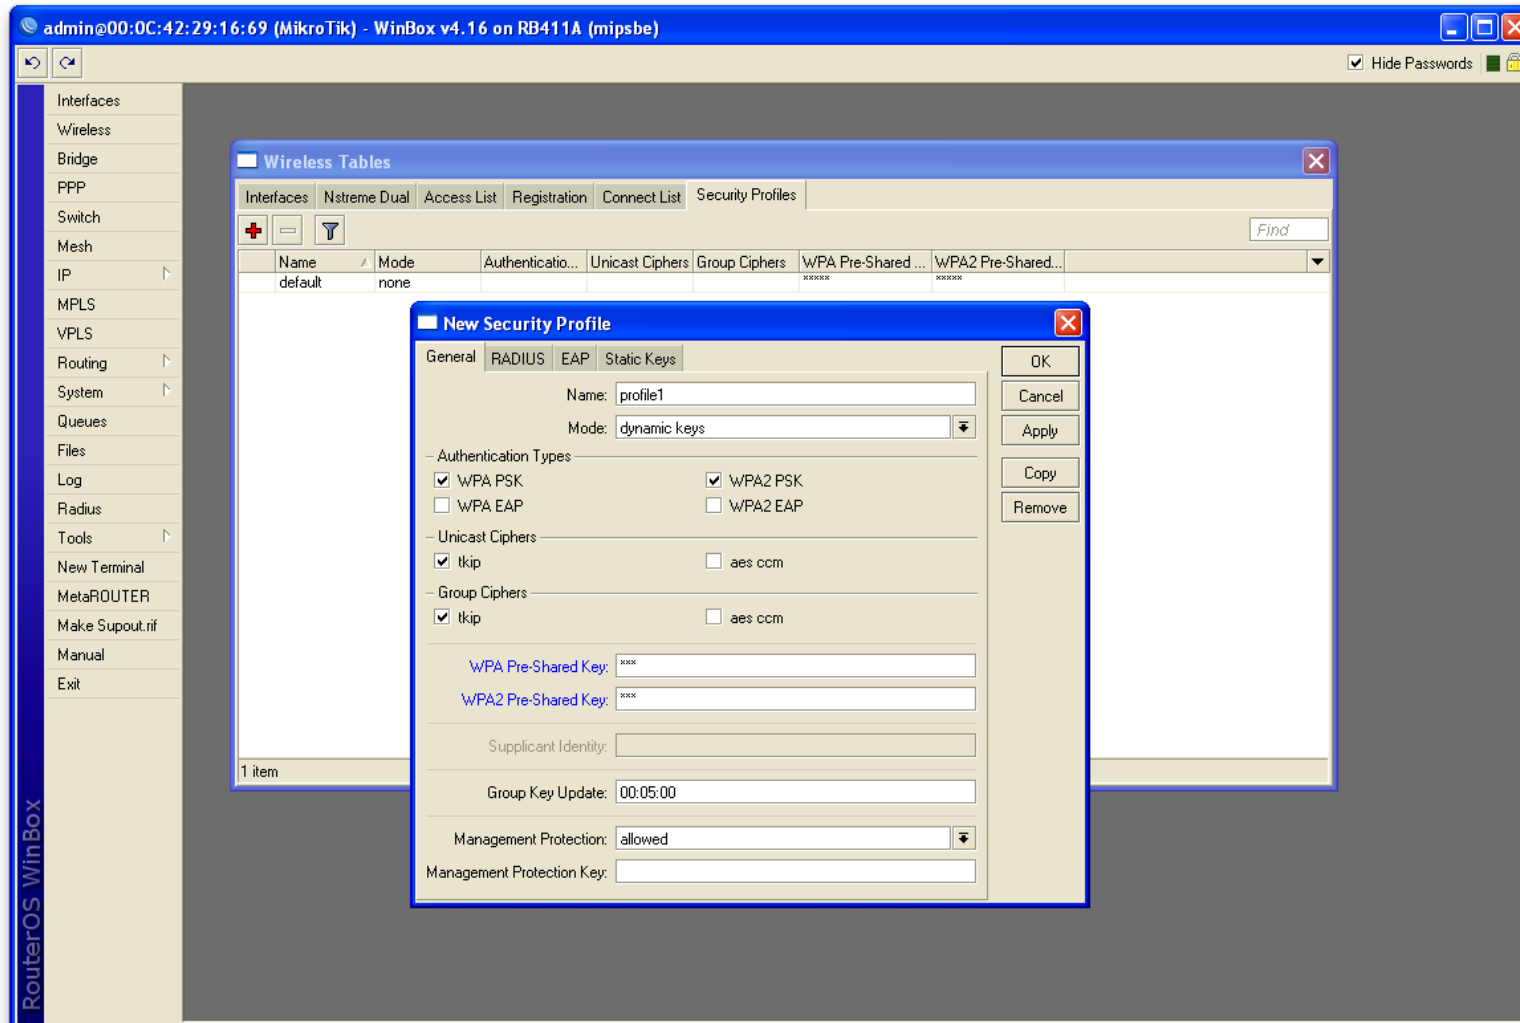 admin@00:0C:42:29:16:69 (MikroTik) - WinBox v4.16 on RB411A (mipsbe)
Hide Passwords
Interfaces
Wireless
Bridge
PPP
Switch
Mesh
IP
MPLS
VPLS
Routing
System
Queues
Files
Log
Radius
Tools
New Terminal
MetaROUTER
Make Supout.rif
Manual
Exit
RouterOS WinBox
Wireless Tables
Interfaces Nstreme Dual Access List Registration Connect List Security Profiles
Find
Name Mode Authenticatio... Unicast Ciphers Group Ciphers WPA Pre-Shared ... WPA2 Pre-Shared...
default none ***** *****
1 item
New Security Profile
General RADIUS EAP Static Keys
Name: profile1
Mode: dynamic keys
Authentication Types
WPA PSK WPA2 PSK
WPA EAP WPA2 EAP
Unicast Ciphers
tkip aes ccm
Group Ciphers
tkip aes ccm
WPA Pre-Shared Key: ***
WPA2 Pre-Shared Key: ***
Supplicant Identity:
Group Key Update: 00:05:00
Management Protection: allowed
Management Protection Key:
OK
Cancel
Apply
Copy
Remove